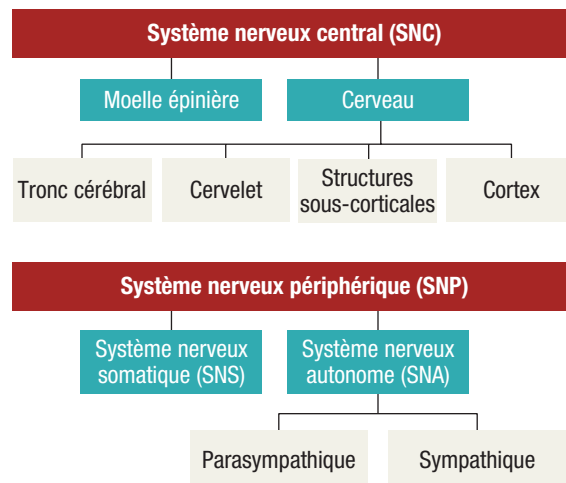 Système nerveux central (SNC)
Moelle épinière
Cerveau
Tronc cérébral
Cervelet
Structures
sous-corticales
Cortex
Système nerveux périphérique (SNP)
Système nerveux
somatique (SNS)
Système nerveux
autonome (SNA)
Parasympathique
Sympathique